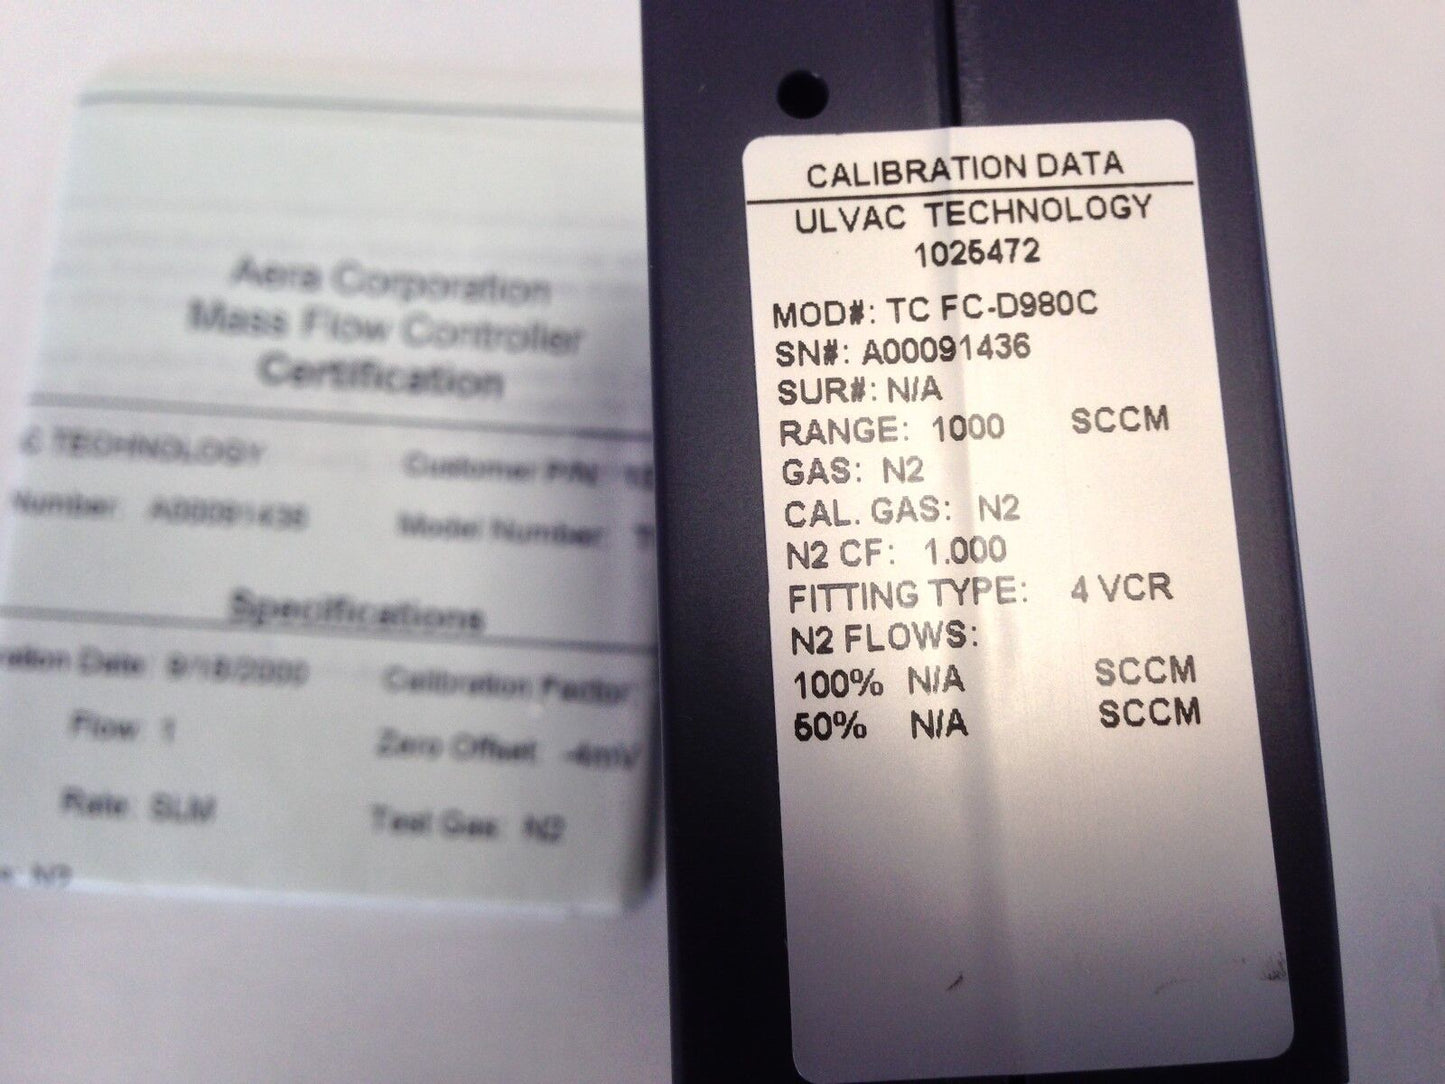 Aera Corporation
Mass Flow Controller
Certification
C TECHNOLOGY Customer P/N
Number: A00091436 Model Number:
Specifications
ration Date: 9/18/2000 Calibration Factor
Flow: 1 Zero Offset: -4mV
Rate: SLM Test Gas: N2
N2
CALIBRATION DATA
ULVAC TECHNOLOGY
1025472
MOD#: TC FC-D980C
SN#: A00091436
SUR#: N/A
RANGE: 1000 SCCM
GAS: N2
CAL. GAS: N2
N2 CF: 1.000
FITTING TYPE: 4 VCR
N2 FLOWS:
100% N/A SCCM
50% N/A SCCM